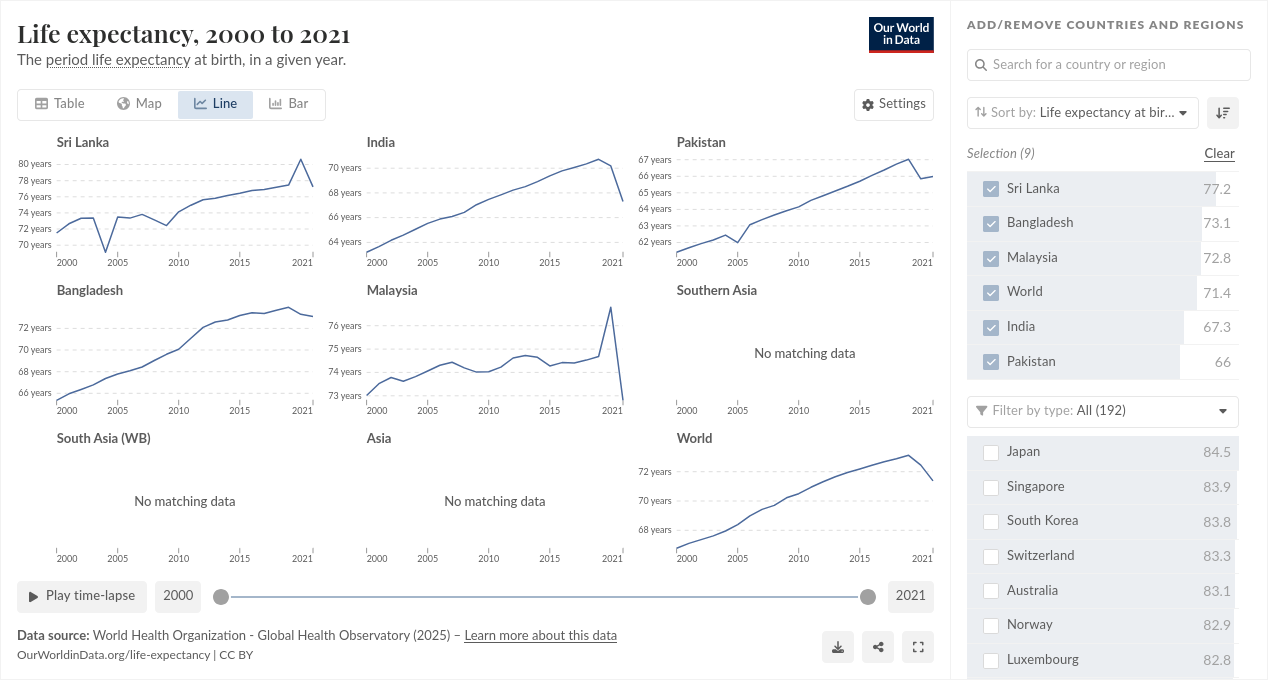 Life expectancy, 2000 to 2021
The period life expectancy at birth, in a given year.
Our World
in Data
Table
Map
Line
Bar
Settings
Sri Lanka
80 years
78 years
76 years
74 years
72 years
70 years
2000
2005
2010
2015
2021
India
70 years
68 years
66 years
64 years
2000
2005
2010
2015
2021
Pakistan
67 years
66 years
65 years
64 years
63 years
62 years
2000
2005
2010
2015
2021
Bangladesh
72 years
70 years
68 years
66 years
2000
2005
2010
2015
2021
Malaysia
76 years
75 years
74 years
73 years
2000
2005
2010
2015
2021
Southern Asia
No matching data
2000
2005
2010
2015
2021
South Asia (WB)
No matching data
2000
2005
2010
2015
2021
Asia
No matching data
2000
2005
2010
2015
2021
World
72 years
70 years
68 years
2000
2005
2010
2015
2021
Play time-lapse
2000
2021
Data source: World Health Organization - Global Health Observatory (2025) – Learn more about this data
OurWorldinData.org/life-expectancy | CC BY
ADD/REMOVE COUNTRIES AND REGIONS
Search for a country or region
Sort by: Life expectancy at bir...
Selection (9)
Clear
Sri Lanka 77.2
Bangladesh 73.1
Malaysia 72.8
World 71.4
India 67.3
Pakistan 66
Filter by type: All (192)
Japan 84.5
Singapore 83.9
South Korea 83.8
Switzerland 83.3
Australia 83.1
Norway 82.9
Luxembourg 82.8